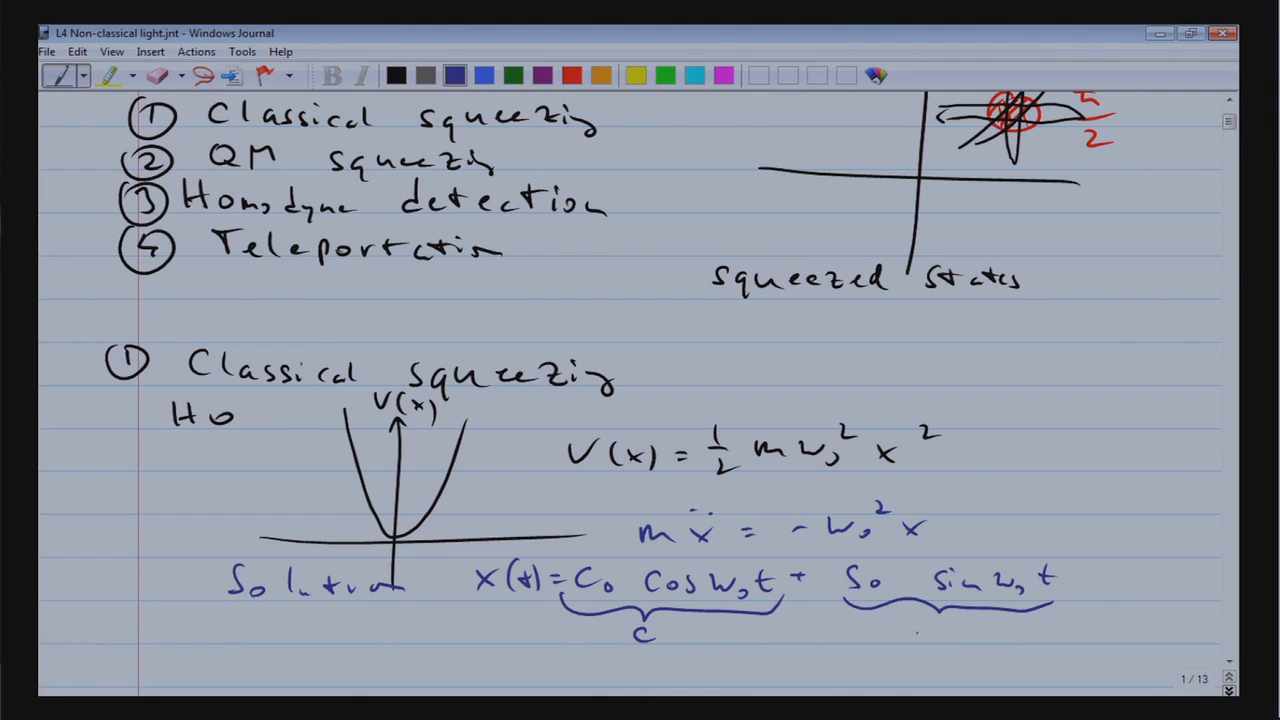 L4 Non-classical light.jnt - Windows Journal
File Edit View Insert Actions Tools Help
B I
① Classical squeezing
② QM squeezing
③ Homodyne detection
④ Teleportation
ħ
2
squeezed states
① Classical squeezing
HO
V(x)
V(x) = 1/2 m ω₀² x²
m ẍ = - ω₀² x
Solution x(t) = C₀ cos ω₀t + S₀ sin ω₀t
C
1 / 13